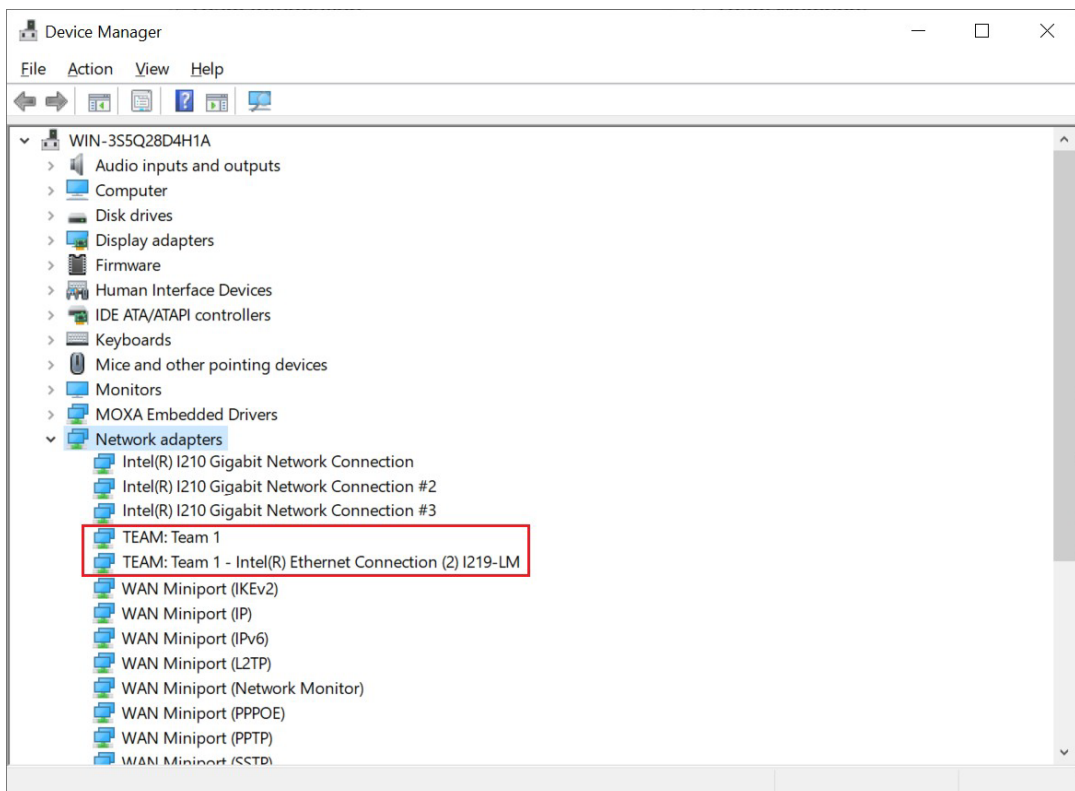 Device Manager
File Action View Help
WIN-3S5Q28D4H1A
Audio inputs and outputs
Computer
Disk drives
Display adapters
Firmware
Human Interface Devices
IDE ATA/ATAPI controllers
Keyboards
Mice and other pointing devices
Monitors
MOXA Embedded Drivers
Network adapters
Intel(R) I210 Gigabit Network Connection
Intel(R) I210 Gigabit Network Connection #2
Intel(R) I210 Gigabit Network Connection #3
TEAM: Team 1
TEAM: Team 1 - Intel(R) Ethernet Connection (2) I219-LM
WAN Miniport (IKEv2)
WAN Miniport (IP)
WAN Miniport (IPv6)
WAN Miniport (L2TP)
WAN Miniport (Network Monitor)
WAN Miniport (PPPOE)
WAN Miniport (PPTP)
WAN Miniport (SSTP)